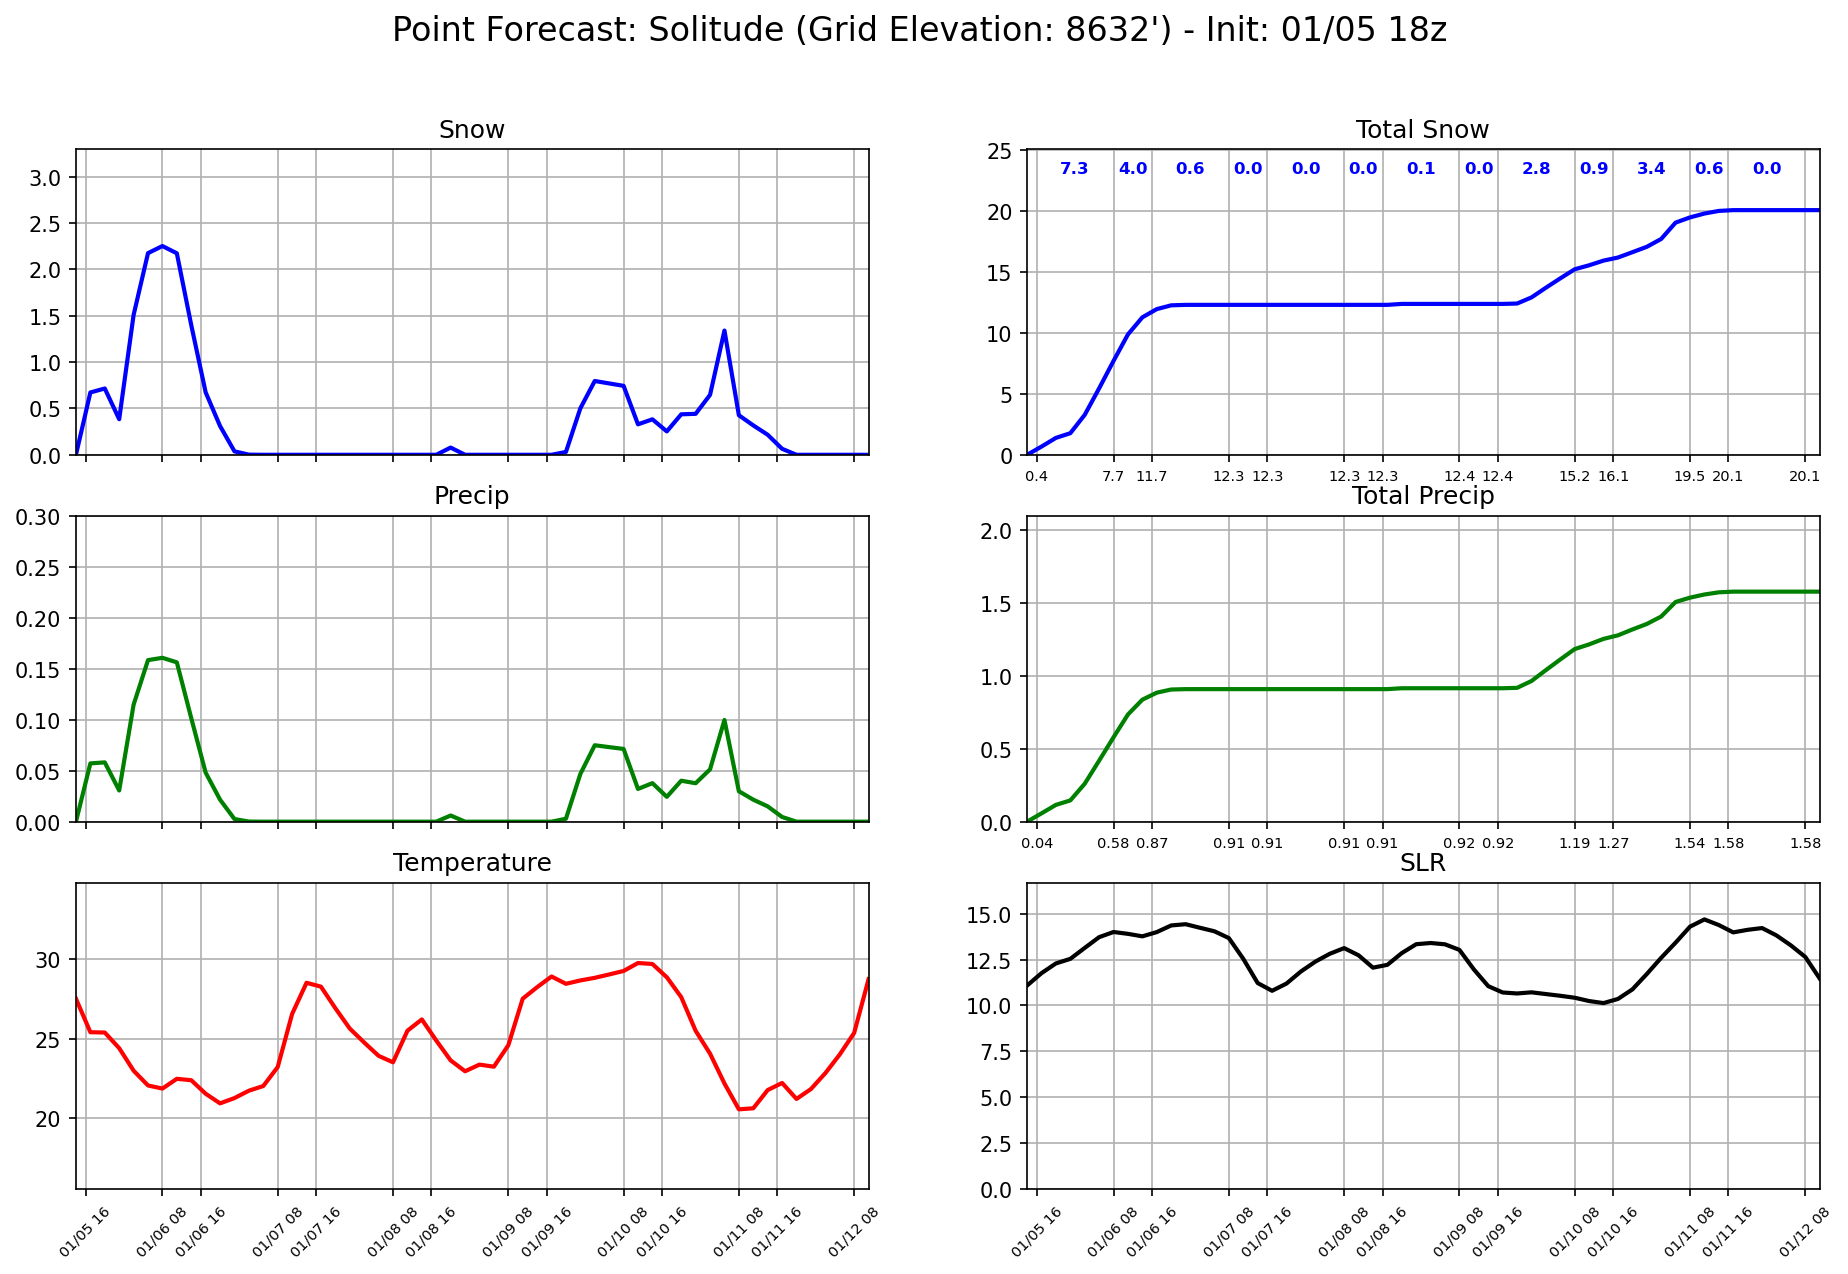 Point Forecast: Solitude (Grid Elevation: 8632') - Init: 01/05 18z
Snow
3.0
2.5
2.0
1.5
1.0
0.5
0.0
Total Snow
25
20
15
10
5
0
7.3 4.0 0.6 0.0 0.0 0.0 0.1 0.0 2.8 0.9 3.4 0.6 0.0
0.4 7.7 11.7 12.3 12.3 12.3 12.3 12.4 12.4 15.2 16.1 19.5 20.1 20.1
Precip
0.30
0.25
0.20
0.15
0.10
0.05
0.00
Total Precip
2.0
1.5
1.0
0.5
0.0
0.04 0.58 0.87 0.91 0.91 0.91 0.91 0.92 0.92 1.19 1.27 1.54 1.58 1.58
Temperature
30
25
20
01/05 16 01/06 08 01/06 16 01/07 08 01/07 16 01/08 08 01/08 16 01/09 08 01/09 16 01/10 08 01/10 16 01/11 08 01/11 16 01/12 08
SLR
15.0
12.5
10.0
7.5
5.0
2.5
0.0
01/05 16 01/06 08 01/06 16 01/07 08 01/07 16 01/08 08 01/08 16 01/09 08 01/09 16 01/10 08 01/10 16 01/11 08 01/11 16 01/12 08